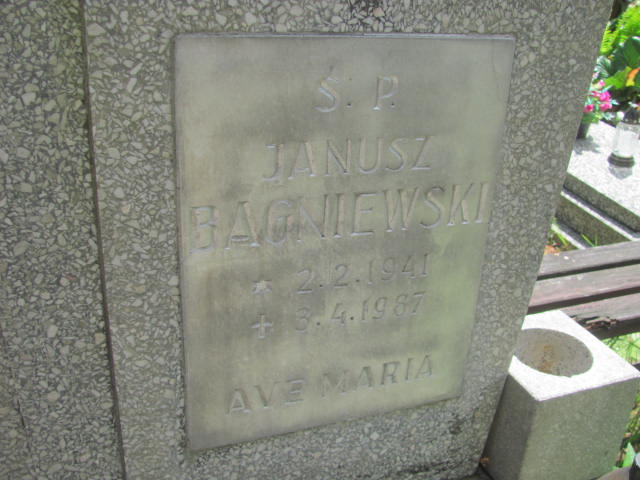 Ś. P.
JANUSZ
BAGNIEWSKI
* 2.2.1941
+ 3.4.1987
AVE MARIA